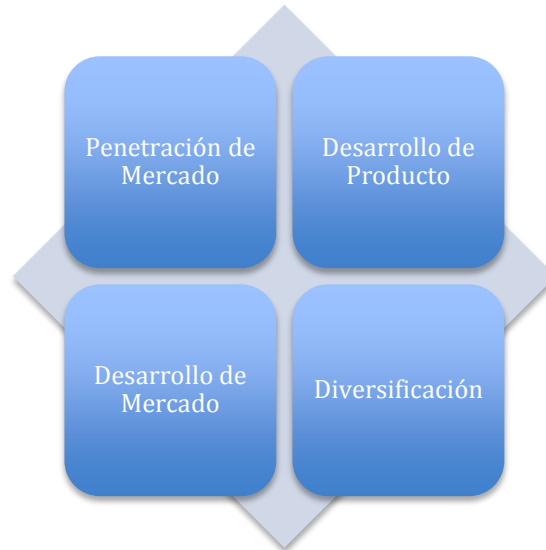 Penetración de
Mercado
Desarrollo de
Producto
Desarrollo de
Mercado
Diversificación